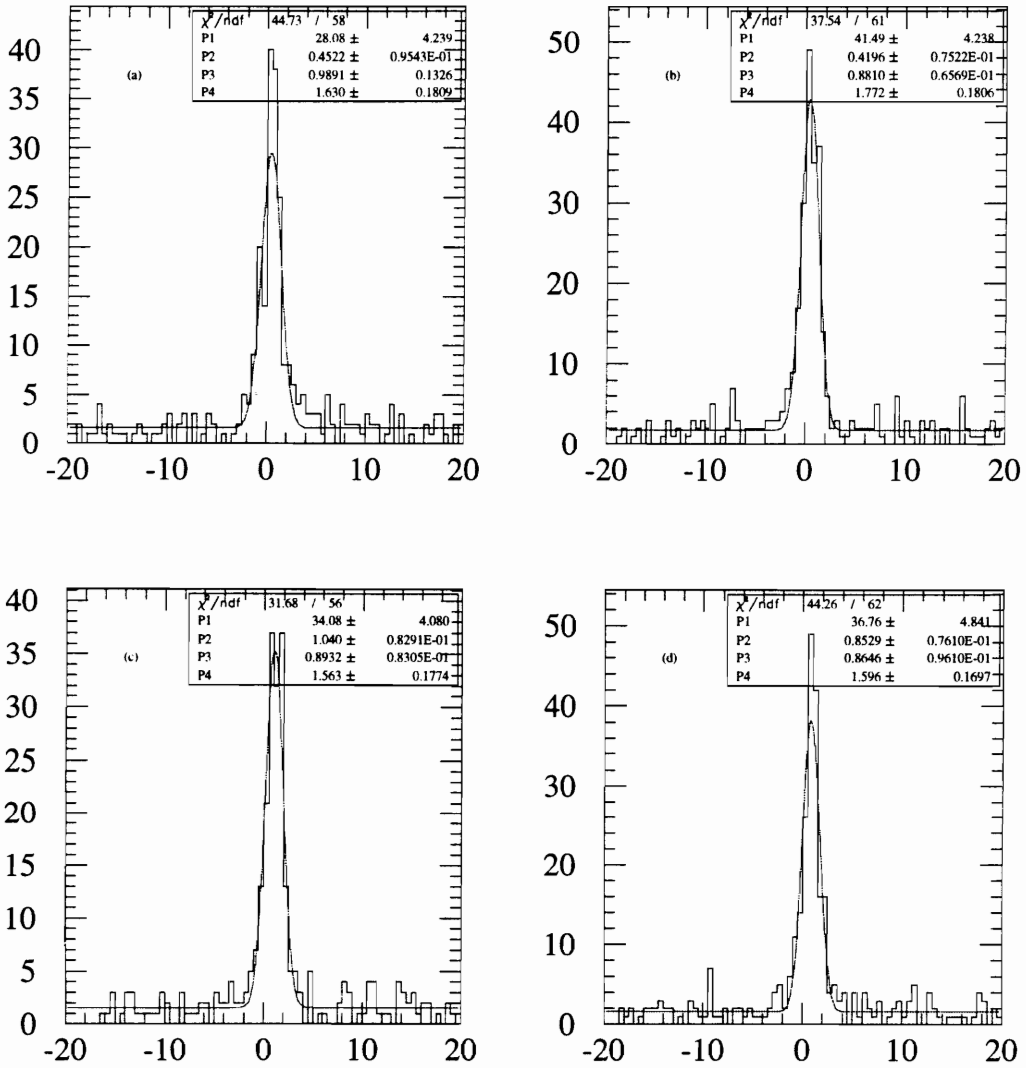 (a)
χ²/ndf 44.73 / 58
P1 28.08 ± 4.239
P2 0.4522 ± 0.9543E-01
P3 0.9891 ± 0.1326
P4 1.630 ± 0.1809
40
35
30
25
20
15
10
5
0
-20 -10 0 10 20
(b)
χ²/ndf 37.54 / 61
P1 41.49 ± 4.238
P2 0.4196 ± 0.7522E-01
P3 0.8810 ± 0.6569E-01
P4 1.772 ± 0.1806
50
40
30
20
10
0
-20 -10 0 10 20
(c)
χ²/ndf 31.68 / 56
P1 34.08 ± 4.080
P2 1.040 ± 0.8291E-01
P3 0.8932 ± 0.8305E-01
P4 1.563 ± 0.1774
40
35
30
25
20
15
10
5
0
-20 -10 0 10 20
(d)
χ²/ndf 44.26 / 62
P1 36.76 ± 4.841
P2 0.8529 ± 0.7610E-01
P3 0.8646 ± 0.9610E-01
P4 1.596 ± 0.1697
50
40
30
20
10
0
-20 -10 0 10 20